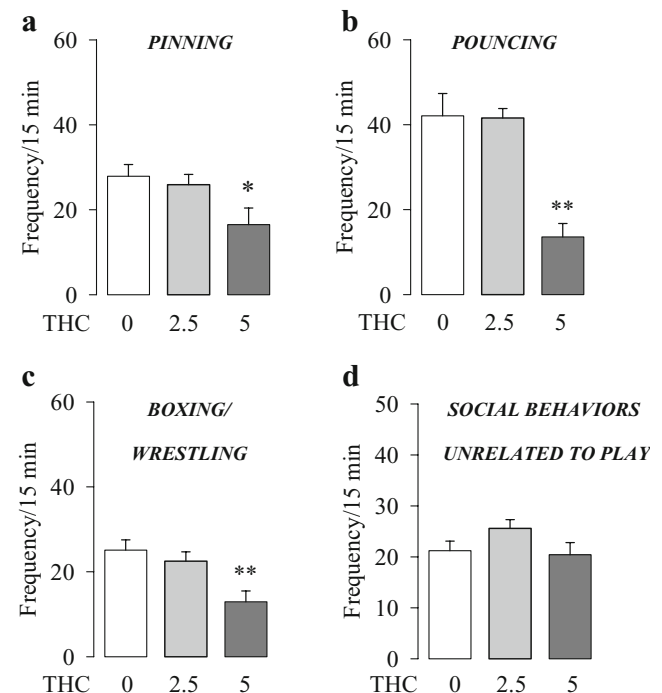 a
PINNING
60
40
20
0
Frequency/15 min
*
THC 0 2.5 5
b
POUNCING
60
40
20
0
Frequency/15 min
**
THC 0 2.5 5
c
BOXING/
WRESTLING
60
40
20
0
Frequency/15 min
**
THC 0 2.5 5
d
SOCIAL BEHAVIORS
UNRELATED TO PLAY
50
40
30
20
10
0
Frequency/15 min
THC 0 2.5 5